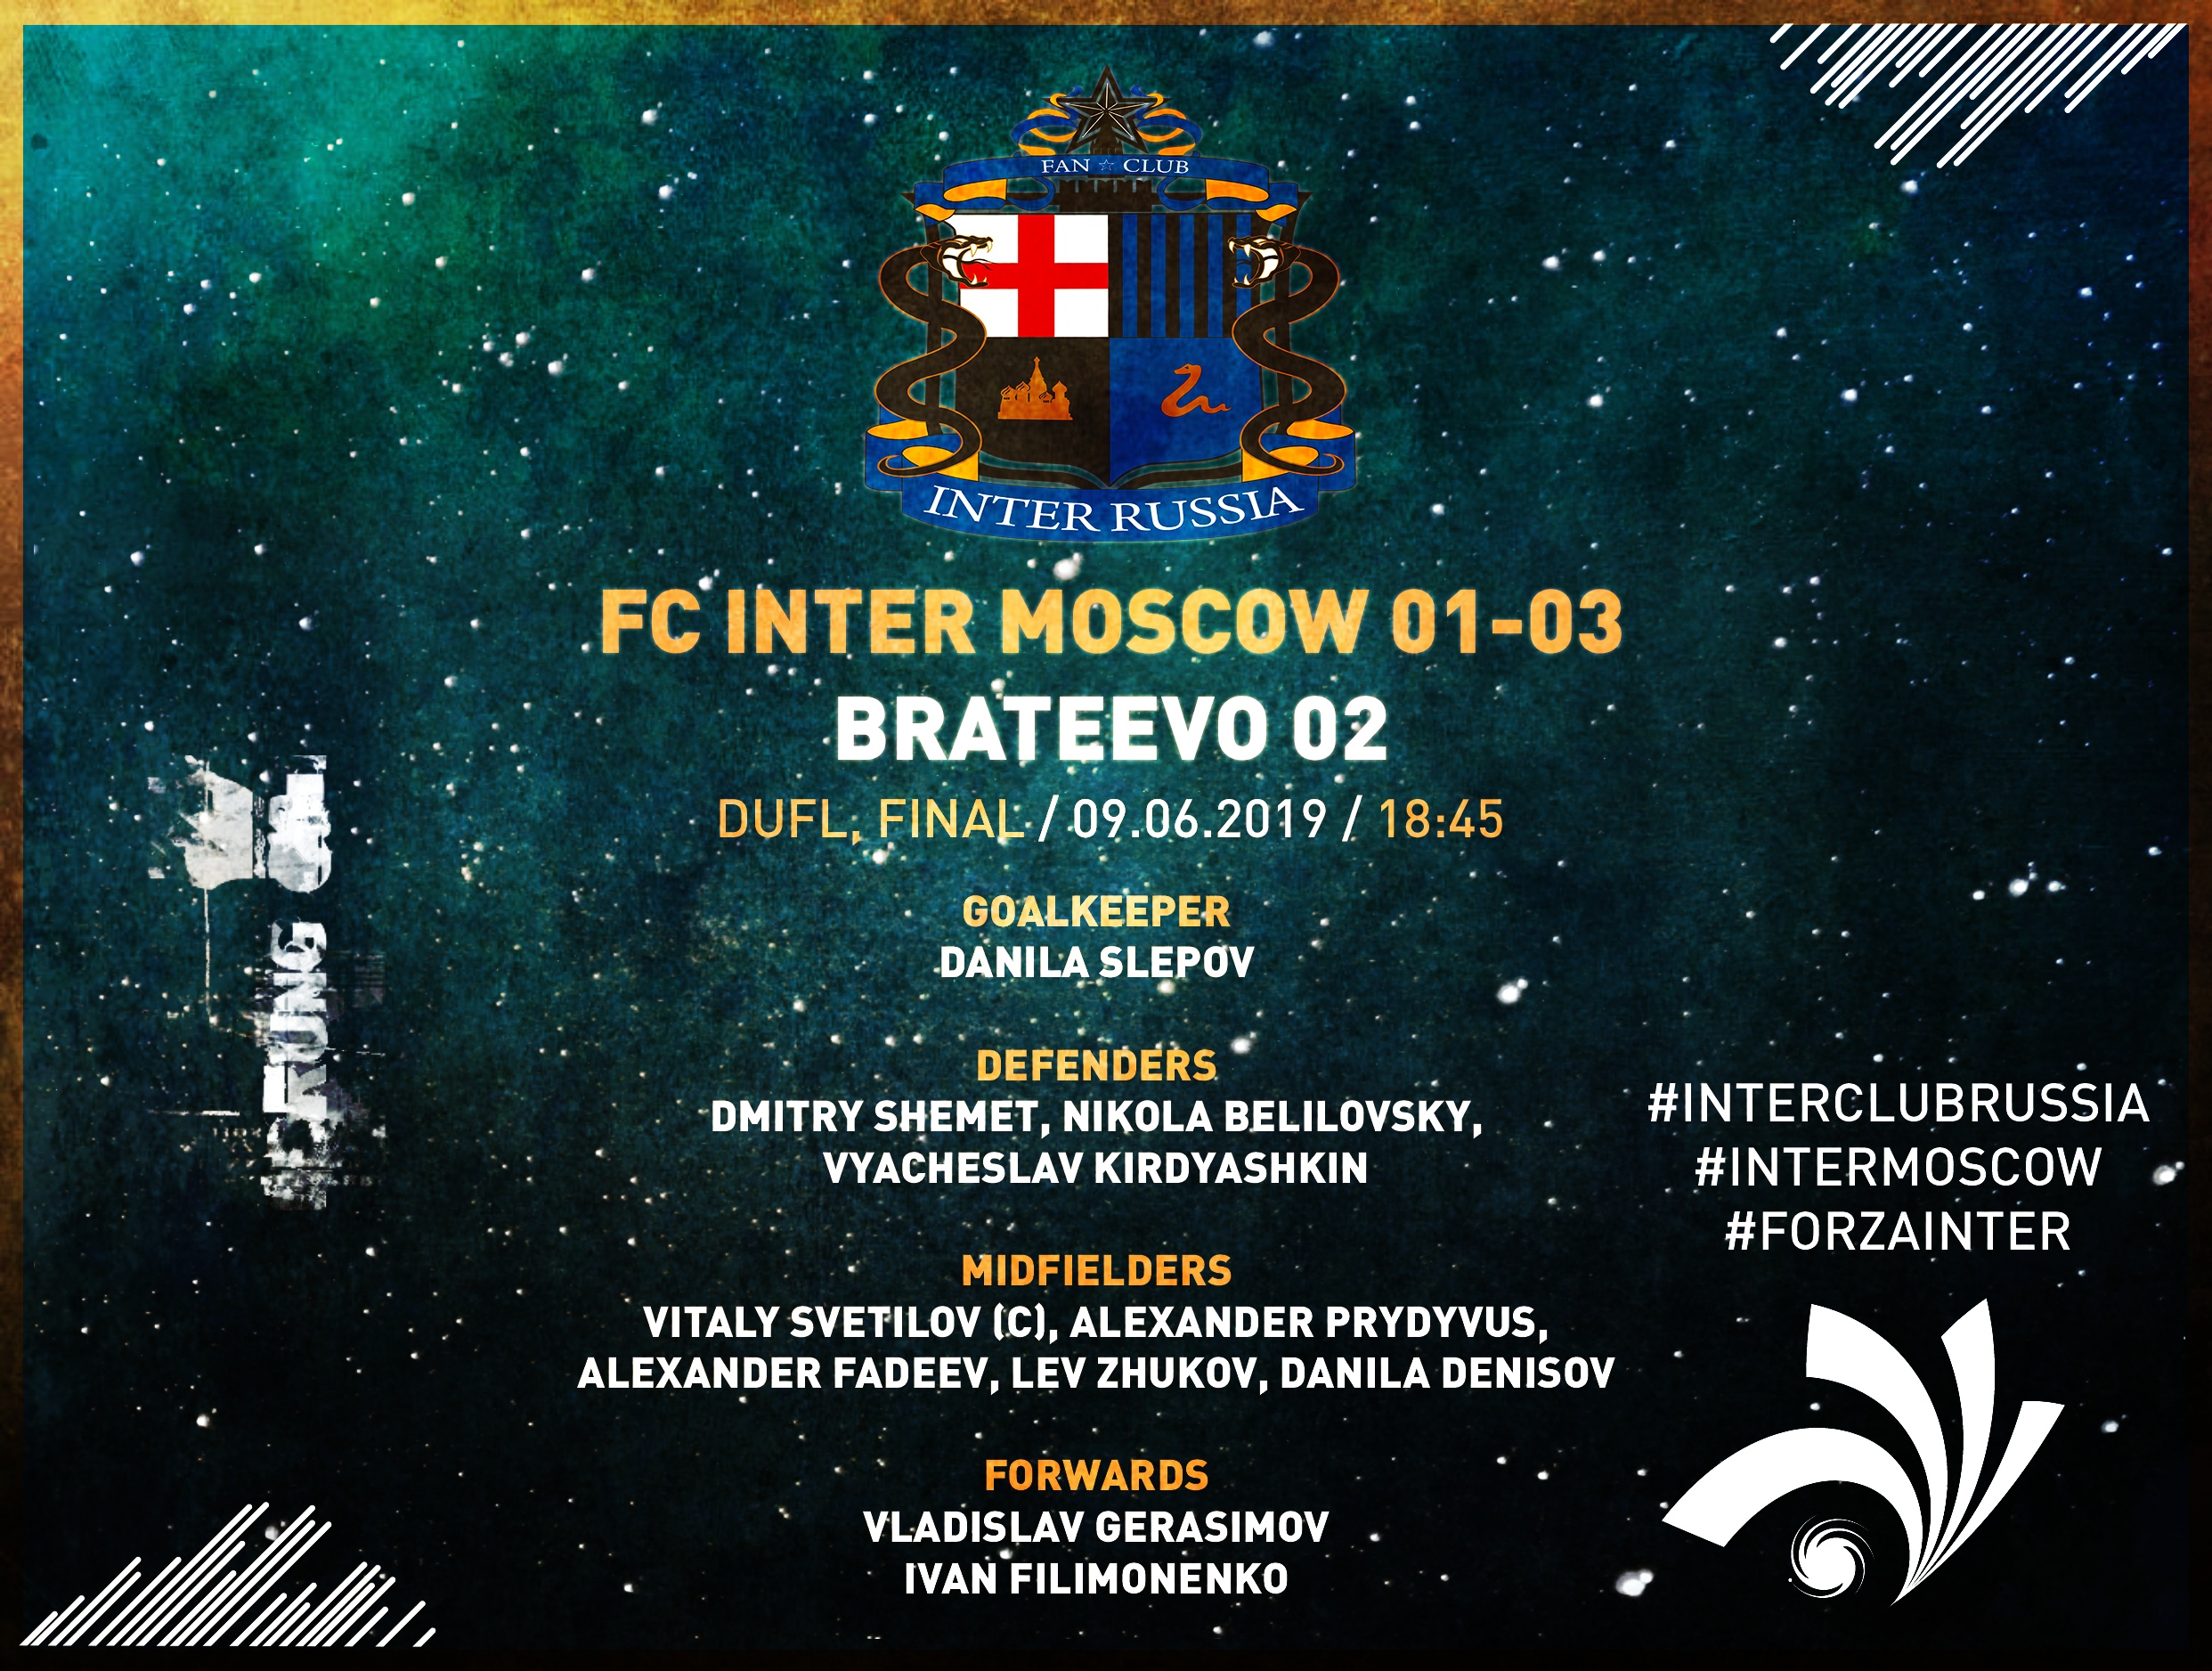 FAN ☆ CLUB
INTER RUSSIA
FC INTER MOSCOW 01-03
BRATEEVO 02
DUFL, FINAL / 09.06.2019 / 18:45
GOALKEEPER
DANILA SLEPOV
DEFENDERS
DMITRY SHEMET, NIKOLA BELILOVSKY,
VYACHESLAV KIRDYASHKIN
MIDFIELDERS
VITALY SVETILOV (C), ALEXANDER PRYDYVUS,
ALEXANDER FADEEV, LEV ZHUKOV, DANILA DENISOV
FORWARDS
VLADISLAV GERASIMOV
IVAN FILIMONENKO
#INTERCLUBRUSSIA
#INTERMOSCOW
#FORZAINTER